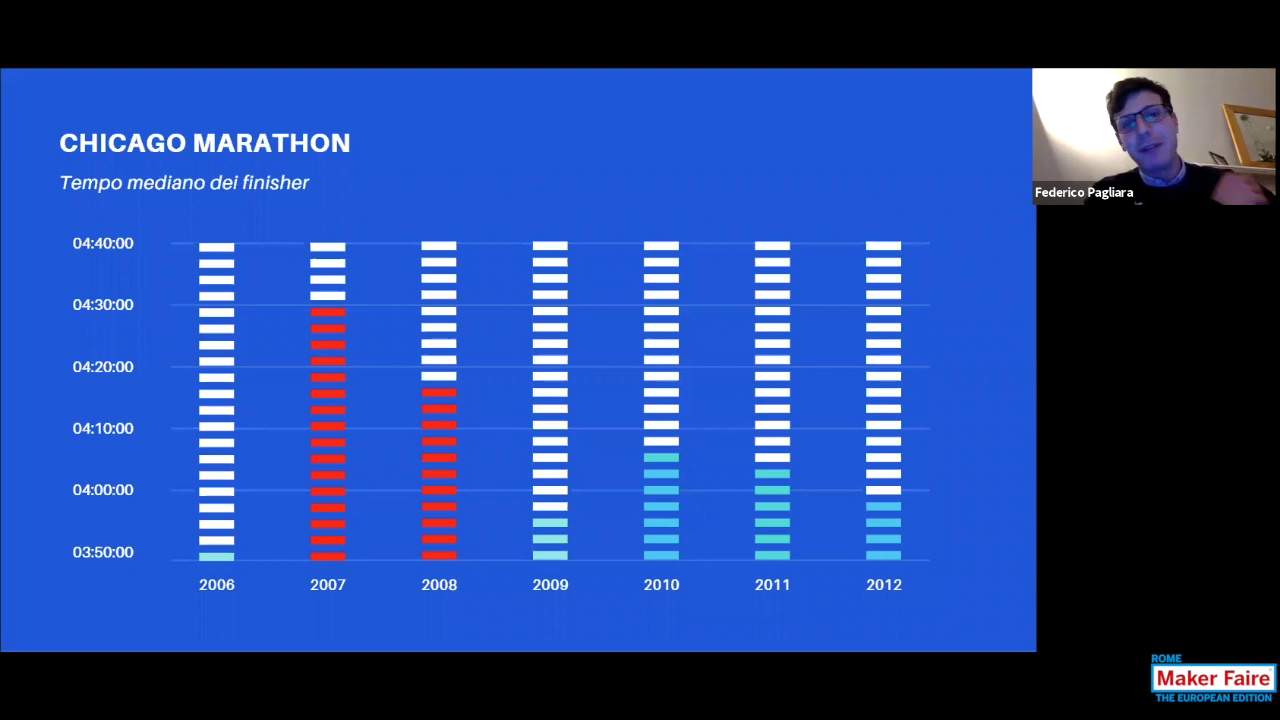 CHICAGO MARATHON
Tempo mediano dei finisher
04:40:00
04:30:00
04:20:00
04:10:00
04:00:00
03:50:00
2006 2007 2008 2009 2010 2011 2012
Federico Pagliara
ROME
Maker Faire
THE EUROPEAN EDITION